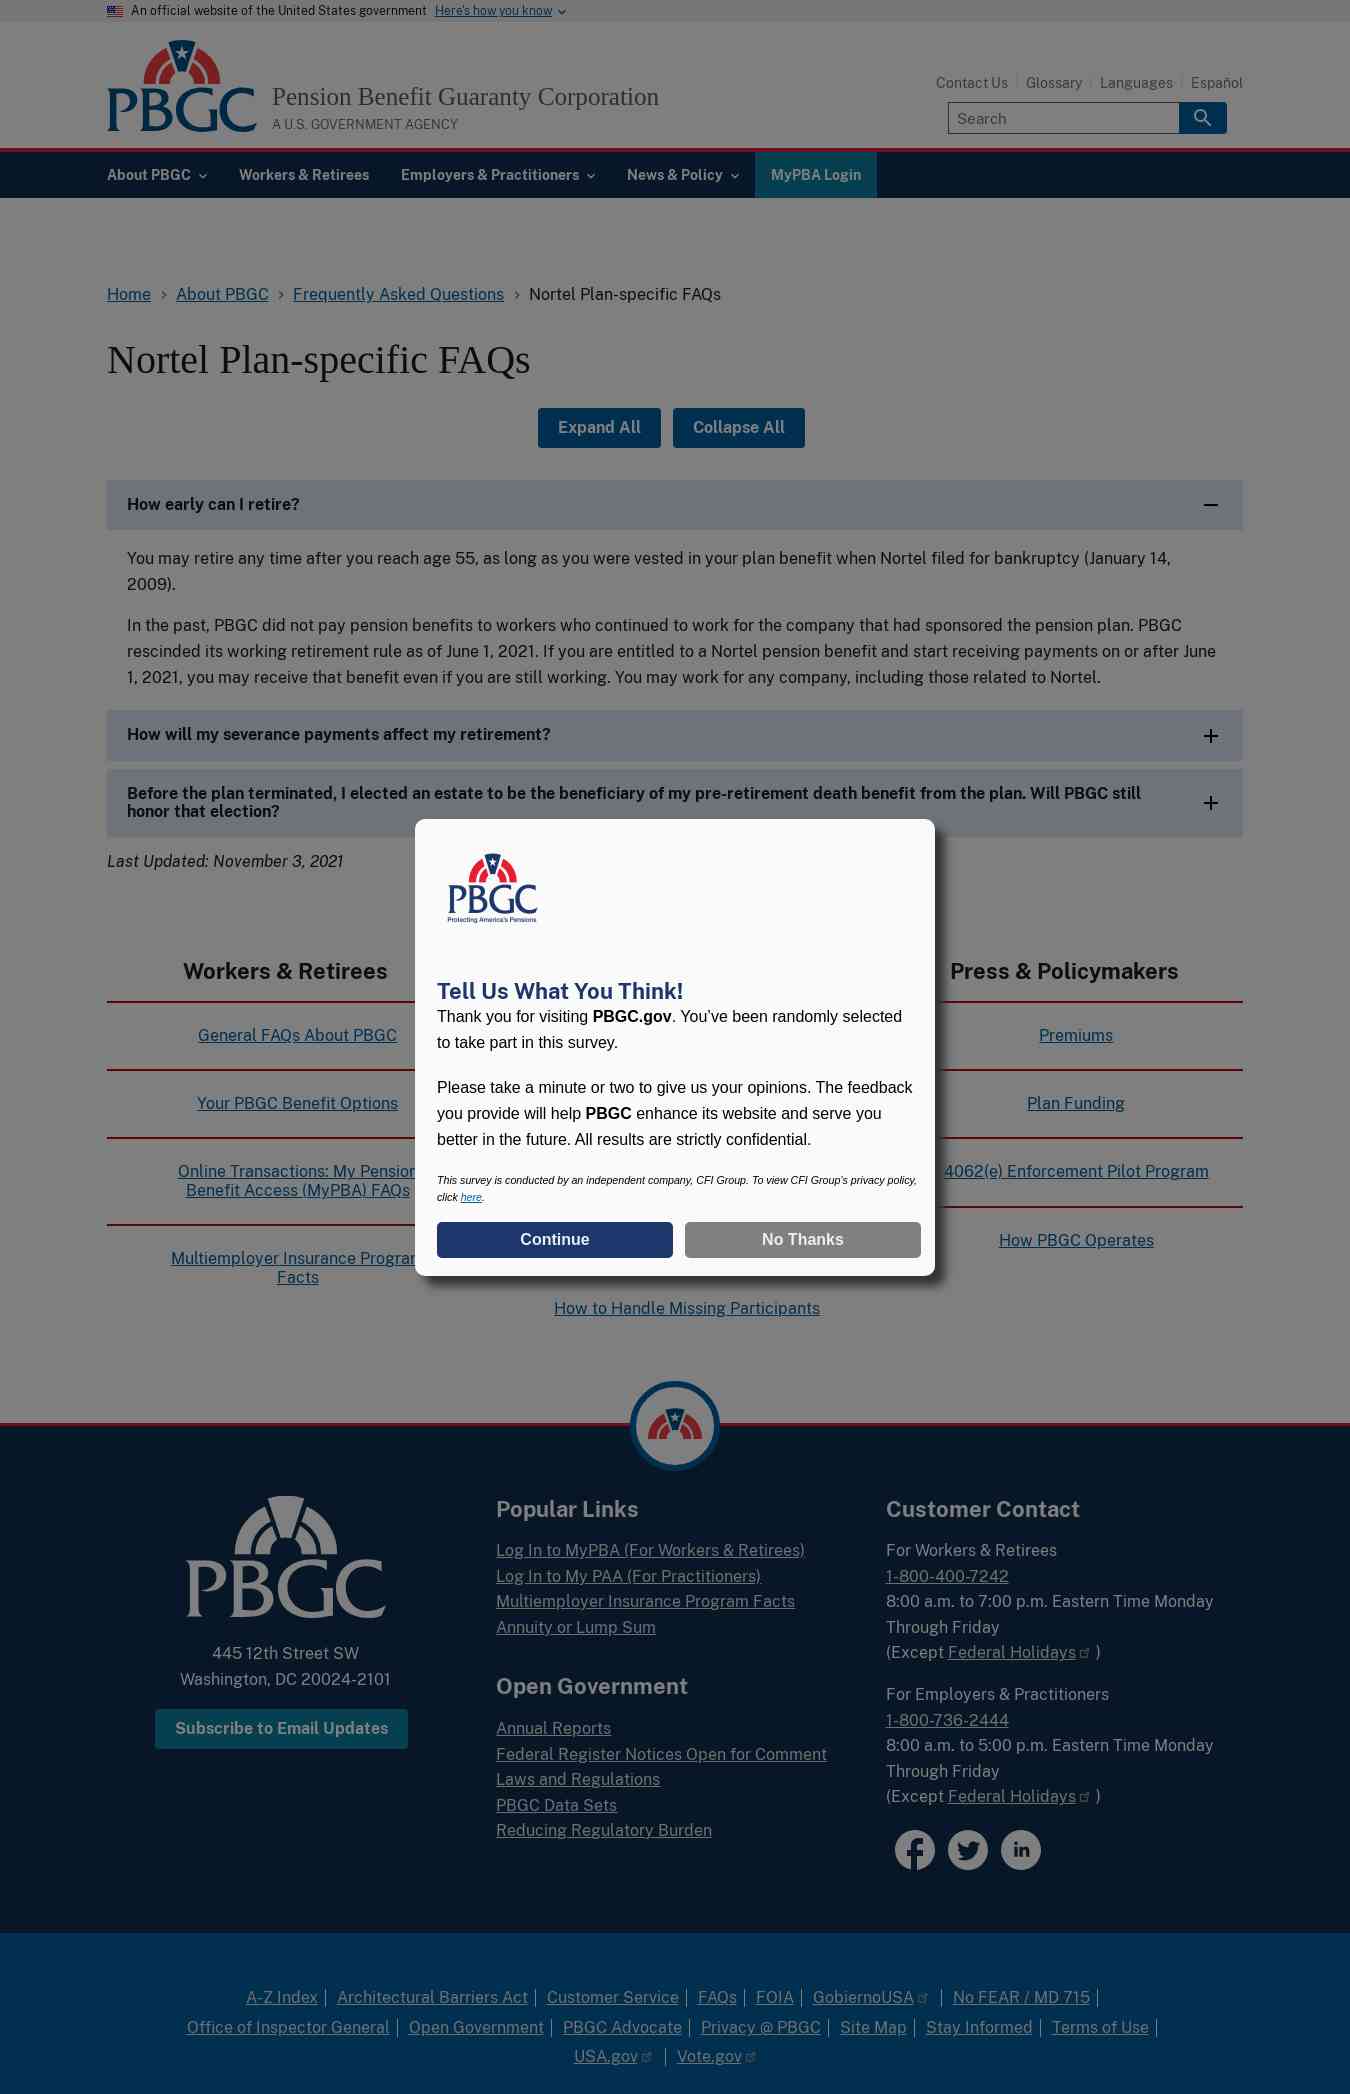 An official website of the United States government Here's how you know
PBGC
Pension Benefit Guaranty Corporation
A U.S. GOVERNMENT AGENCY
Contact Us Glossary Languages Español
Search
About PBGC Workers & Retirees Employers & Practitioners News & Policy MyPBA Login
Home About PBGC Frequently Asked Questions Nortel Plan-specific FAQs
Nortel Plan-specific FAQs
Expand All Collapse All
How early can I retire?
You may retire any time after you reach age 55, as long as you were vested in your plan benefit when Nortel filed for bankruptcy (January 14,
2009).
In the past, PBGC did not pay pension benefits to workers who continued to work for the company that had sponsored the pension plan. PBGC
rescinded its working retirement rule as of June 1, 2021. If you are entitled to a Nortel pension benefit and start receiving payments on or after June
1, 2021, you may receive that benefit even if you are still working. You may work for any company, including those related to Nortel.
How will my severance payments affect my retirement?
Before the plan terminated, I elected an estate to be the beneficiary of my pre-retirement death benefit from the plan. Will PBGC still
honor that election?
Last Updated: November 3, 2021
PBGC
Protecting America's Pensions
Tell Us What You Think!
Thank you for visiting PBGC.gov. You’ve been randomly selected
to take part in this survey.
Please take a minute or two to give us your opinions. The feedback
you provide will help PBGC enhance its website and serve you
better in the future. All results are strictly confidential.
This survey is conducted by an independent company, CFI Group. To view CFI Group's privacy policy,
click here.
Continue No Thanks
Workers & Retirees
General FAQs About PBGC
Your PBGC Benefit Options
Online Transactions: My Pension
Benefit Access (MyPBA) FAQs
Multiemployer Insurance Program
Facts
How to Handle Missing Participants
Press & Policymakers
Premiums
Plan Funding
4062(e) Enforcement Pilot Program
How PBGC Operates
PBGC
445 12th Street SW
Washington, DC 20024-2101
Subscribe to Email Updates
Popular Links
Log In to MyPBA (For Workers & Retirees)
Log In to My PAA (For Practitioners)
Multiemployer Insurance Program Facts
Annuity or Lump Sum
Open Government
Annual Reports
Federal Register Notices Open for Comment
Laws and Regulations
PBGC Data Sets
Reducing Regulatory Burden
Customer Contact
For Workers & Retirees
1-800-400-7242
8:00 a.m. to 7:00 p.m. Eastern Time Monday
Through Friday
(Except Federal Holidays )
For Employers & Practitioners
1-800-736-2444
8:00 a.m. to 5:00 p.m. Eastern Time Monday
Through Friday
(Except Federal Holidays )
in
A-Z Index Architectural Barriers Act Customer Service FAQs FOIA GobiernoUSA No FEAR / MD 715
Office of Inspector General Open Government PBGC Advocate Privacy @ PBGC Site Map Stay Informed Terms of Use
USA.gov Vote.gov